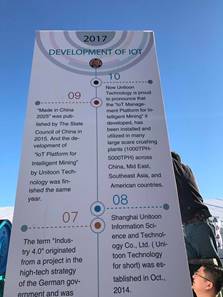 2017
DEVELOPMENT OF IOT
10
Now Unitoon
Technology is proud to
pronounce that
the "IoT Manage-
ment Platform for In-
telligent Mining" it
developed, has
been installed and
utilized in many
large scare crushing
plants (1000TPH-
5000TPH) across
China, Mid East,
Southeast Asia, and
American countries.
09
"Made in China
2025" was pub-
lished by The State
Council of China in
2015. And the de-
velopment of
"IoT Platform for
Intelligent Mining"
by Unitoon Tech-
nology was fin-
ished the same
year.
08
Shanghai Unitoon
Information Sci-
ence and Technol-
ogy Co., Ltd. ( Uni-
toon Technology
for short) was es-
tablished in Oct.,
2014.
07
The term "Indus-
try 4.0" originated
from a project in the
high-tech strategy
of the German gov-
ernment and was